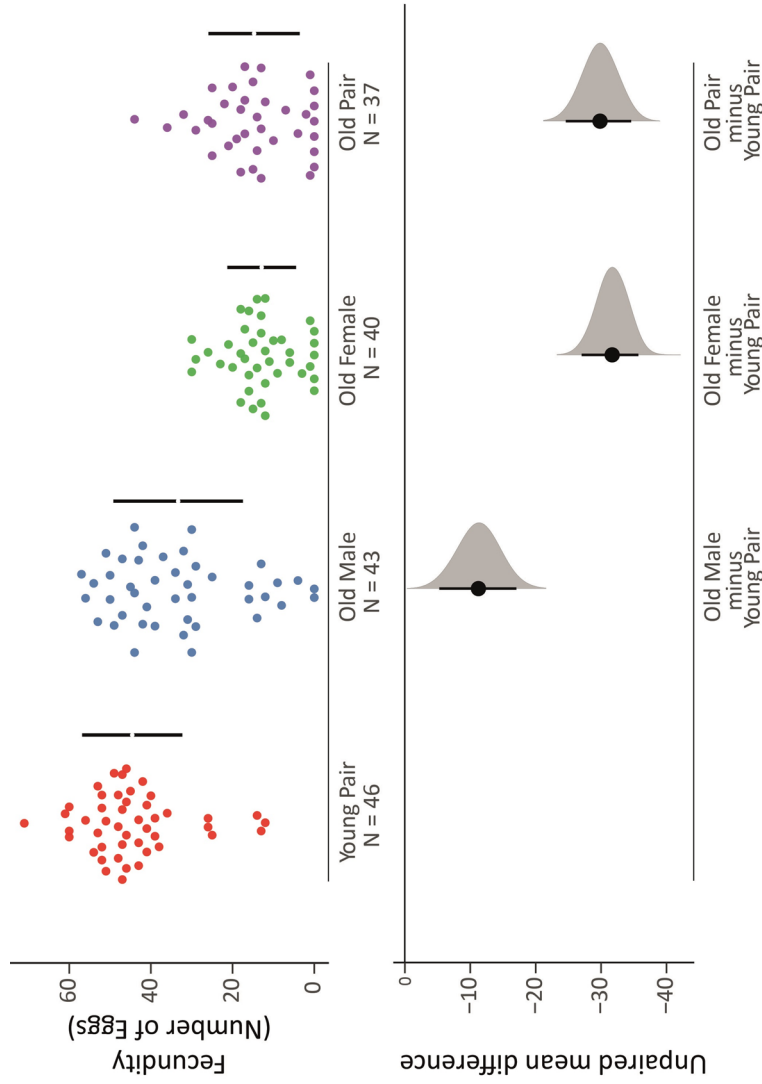 Fecundity
(Number of Eggs)
60
40
20
0
Young Pair
N = 46
Old Male
N = 43
Old Female
N = 40
Old Pair
N = 37
Unpaired mean difference
0
−10
−20
−30
−40
Old Male
minus
Young Pair
Old Female
minus
Young Pair
Old Pair
minus
Young Pair